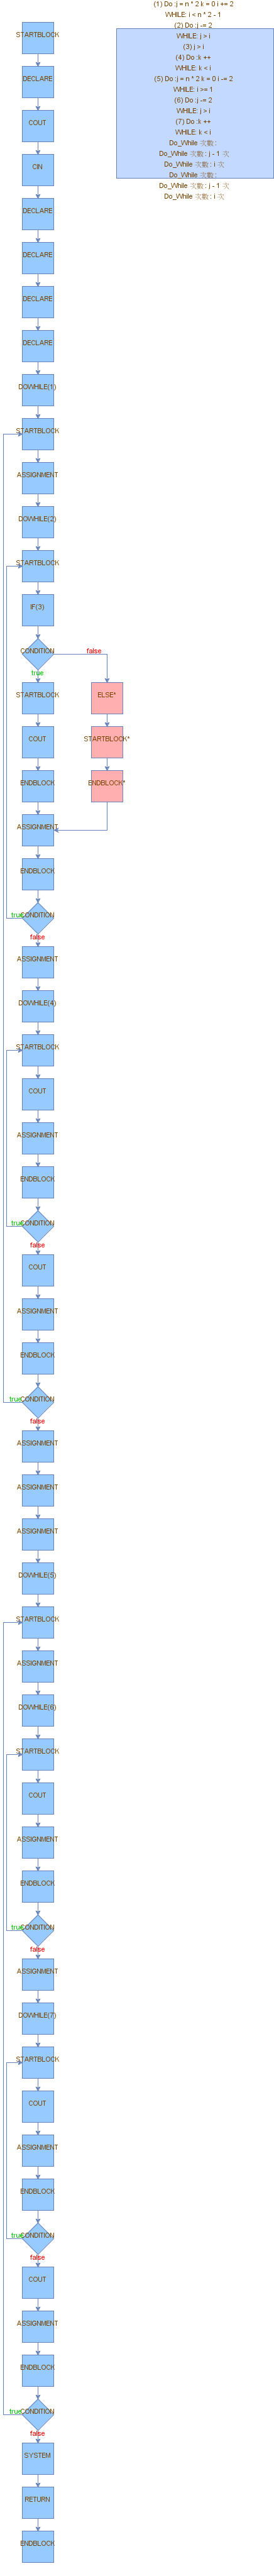 (1) Do :j = n * 2 k = 0 i += 2
WHILE: i < n * 2 - 1
(2) Do :j -= 2
WHILE: j > i
(3) j > i
(4) Do :k ++
WHILE: k < i
(5) Do :j = n * 2 k = 0 i -= 2
WHILE: i >= 1
(6) Do :j -= 2
WHILE: j > i
(7) Do :k ++
WHILE: k < i
Do_While 次數 :
Do_While 次數 : j - 1 次
Do_While 次數 : i 次
Do_While 次數 :
Do_While 次數 : j - 1 次
Do_While 次數 : i 次
STARTBLOCK
DECLARE
COUT
CIN
DECLARE
DECLARE
DECLARE
DECLARE
DOWHILE(1)
STARTBLOCK
ASSIGNMENT
DOWHILE(2)
STARTBLOCK
IF(3)
CONDITION
false
true
STARTBLOCK
ELSE*
COUT
STARTBLOCK*
ENDBLOCK
ENDBLOCK*
ASSIGNMENT
ENDBLOCK
true
CONDITION
false
ASSIGNMENT
DOWHILE(4)
STARTBLOCK
COUT
ASSIGNMENT
ENDBLOCK
true
CONDITION
false
COUT
ASSIGNMENT
ENDBLOCK
true
CONDITION
false
ASSIGNMENT
ASSIGNMENT
ASSIGNMENT
DOWHILE(5)
STARTBLOCK
ASSIGNMENT
DOWHILE(6)
STARTBLOCK
COUT
ASSIGNMENT
ENDBLOCK
true
CONDITION
false
ASSIGNMENT
DOWHILE(7)
STARTBLOCK
COUT
ASSIGNMENT
ENDBLOCK
true
CONDITION
false
COUT
ASSIGNMENT
ENDBLOCK
true
CONDITION
false
SYSTEM
RETURN
ENDBLOCK